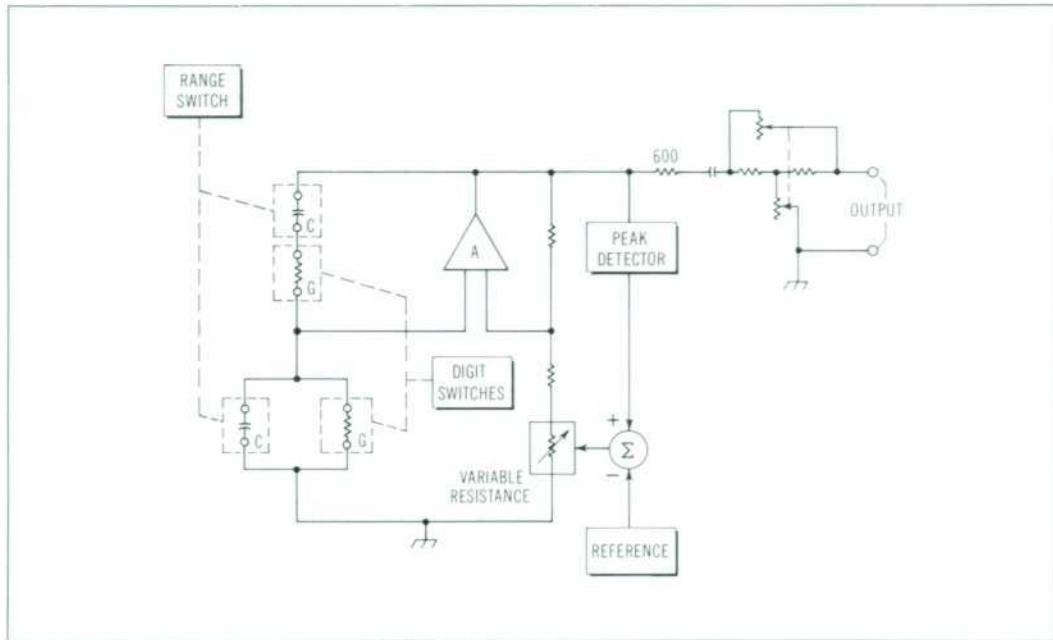 RANGE
SWITCH
600
C
G
A
PEAK
DETECTOR
OUTPUT
DIGIT
SWITCHES
C
G
+
Σ
−
VARIABLE
RESISTANCE
REFERENCE